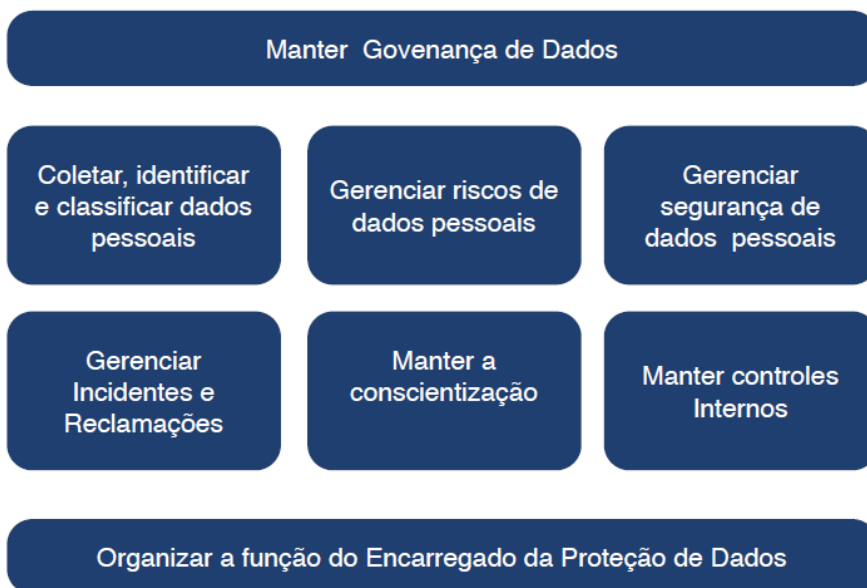 Manter Govenança de Dados
Coletar, identificar
e classificar dados
pessoais
Gerenciar riscos de
dados pessoais
Gerenciar
segurança de
dados pessoais
Gerenciar
Incidentes e
Reclamações
Manter a
conscientização
Manter controles
Internos
Organizar a função do Encarregado da Proteção de Dados